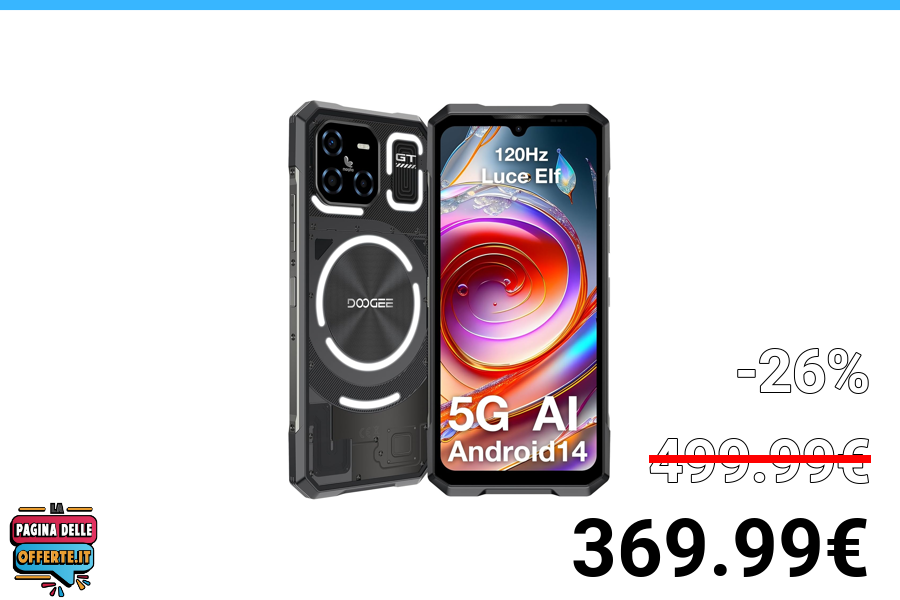 GT
DOOGEE
120Hz
Luce Elf
5G AI
Android14
-26%
499.99€
369.99€
LA
PAGINA DELLE
OFFERTE.IT